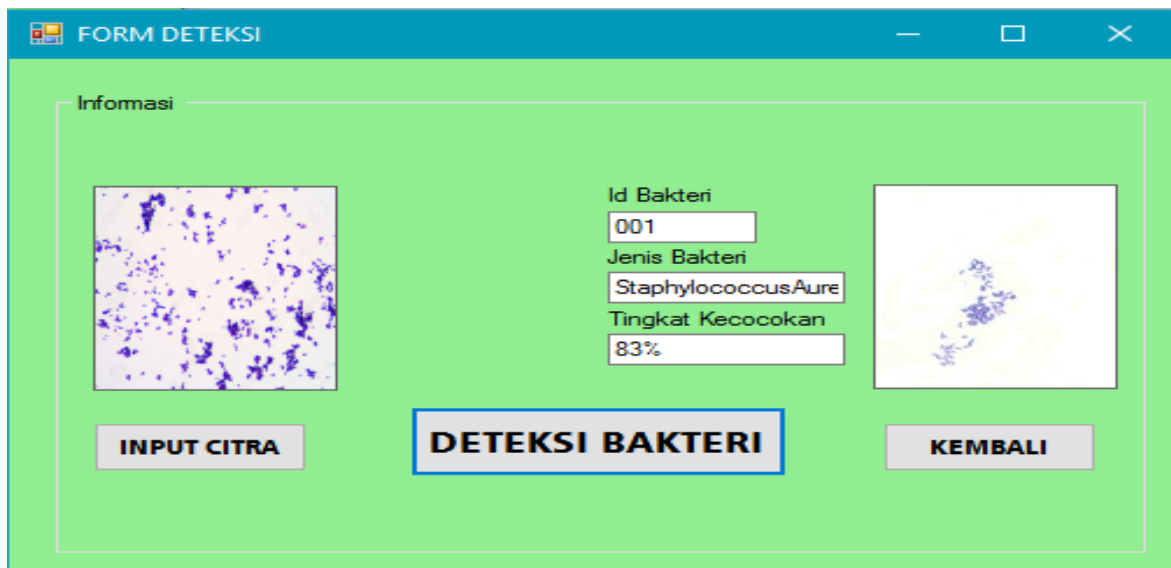 FORM DETEKSI
Informasi
Id Bakteri
001
Jenis Bakteri
StaphylococcusAure
Tingkat Kecocokan
83%
INPUT CITRA
DETEKSI BAKTERI
KEMBALI